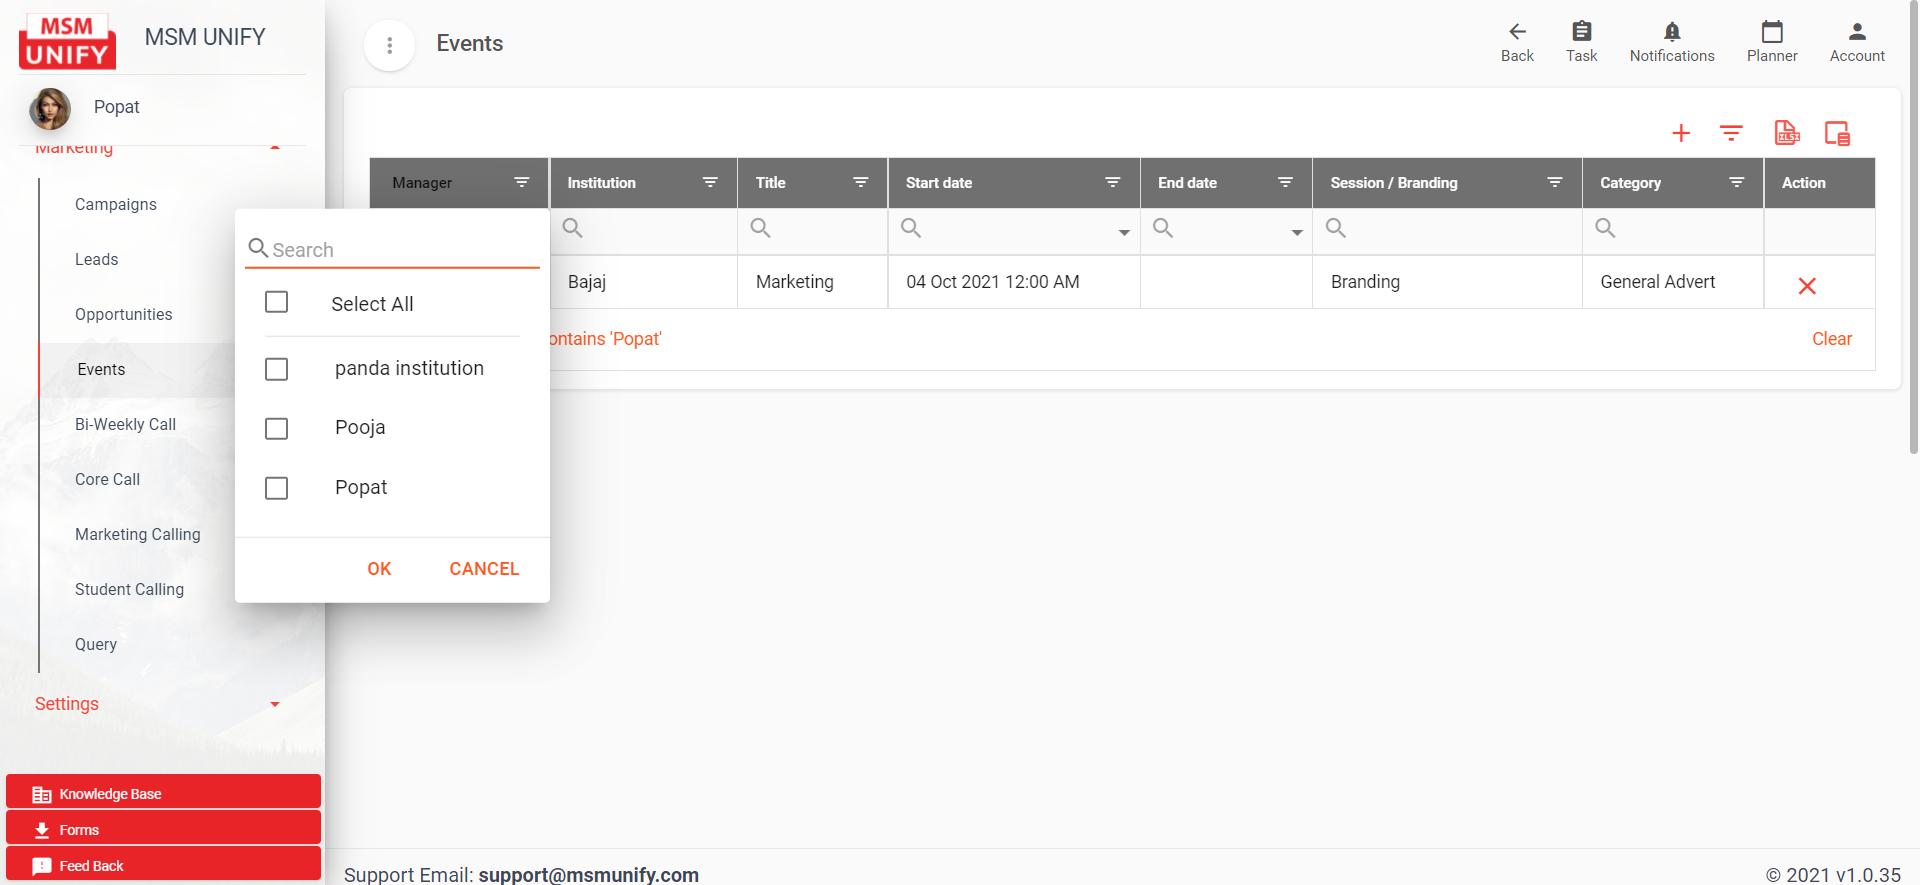 MSM
UNIFY
MSM UNIFY
Popat
Marketing
Campaigns
Leads
Opportunities
Events
Bi-Weekly Call
Core Call
Marketing Calling
Student Calling
Query
Settings
Knowledge Base
Forms
Feed Back
Events
Back
Task
Notifications
Planner
Account
Manager
Institution
Title
Start date
End date
Session / Branding
Category
Action
Bajaj
Marketing
04 Oct 2021 12:00 AM
Branding
General Advert
ontains 'Popat'
Clear
Search
Select All
panda institution
Pooja
Popat
OK
CANCEL
Support Email: support@msmunify.com
© 2021 v1.0.35